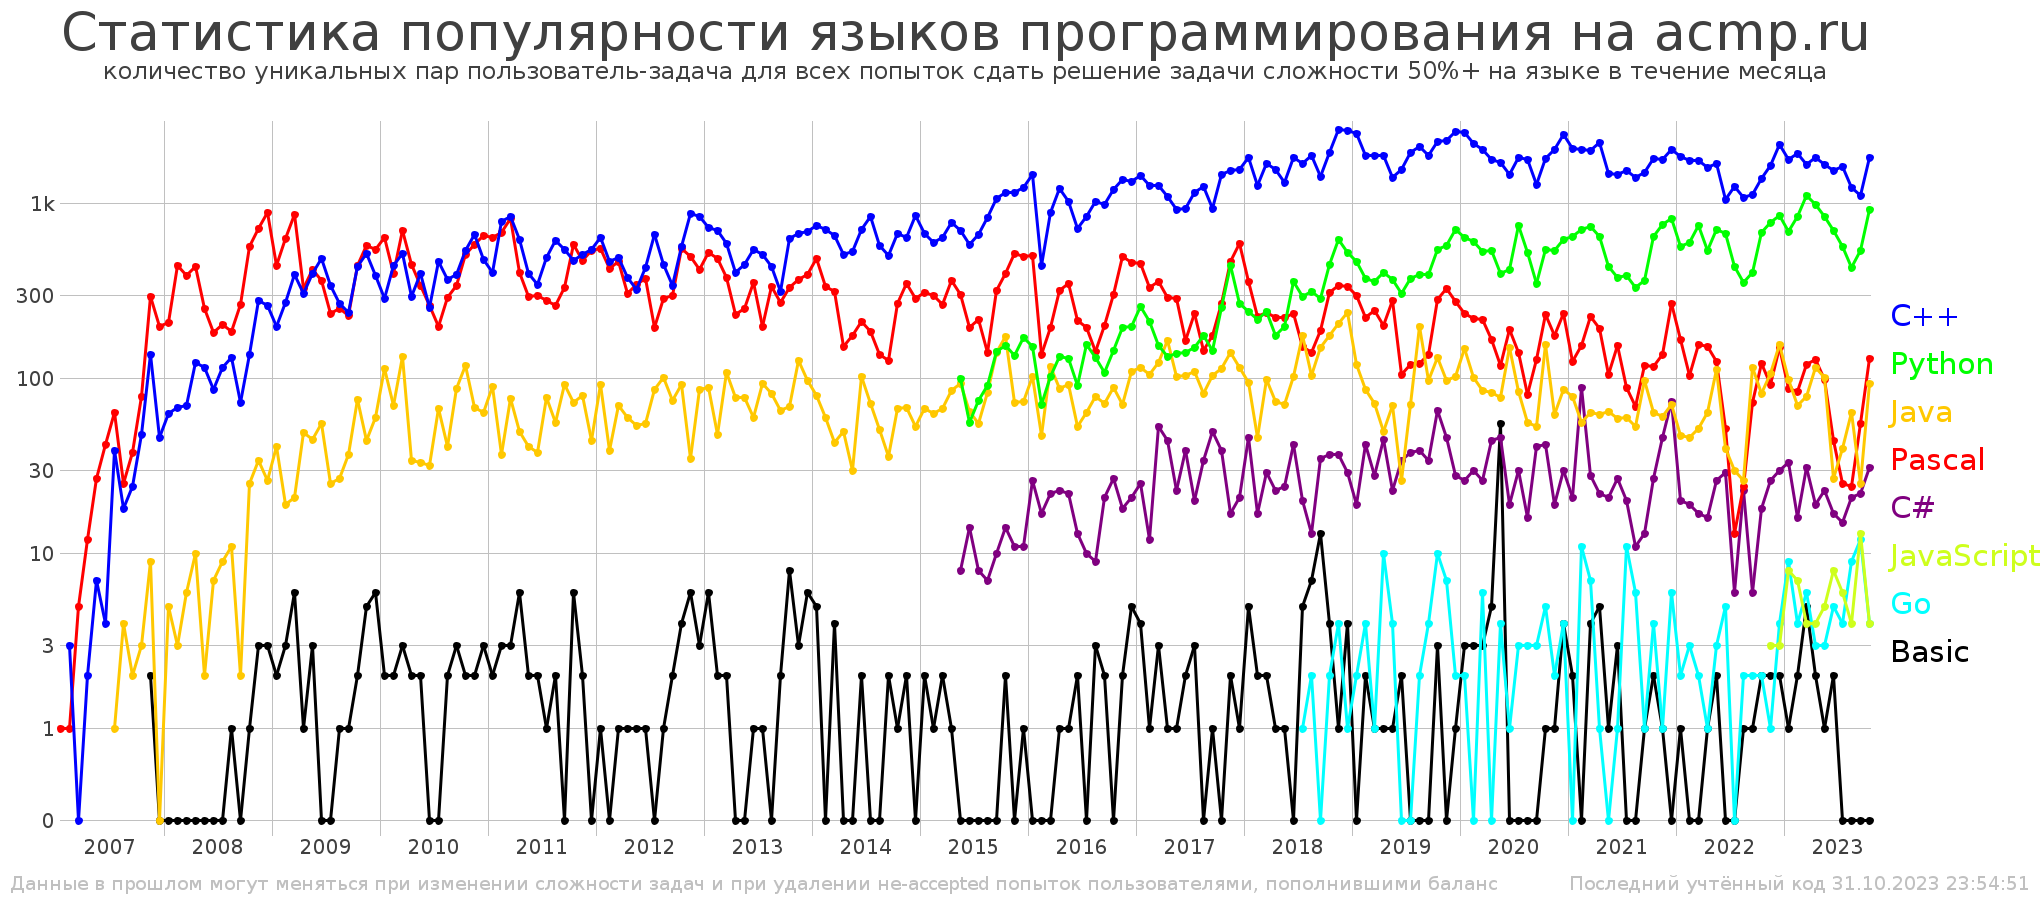 Статистика популярности языков программирования на acmp.ru
количество уникальных пар пользователь-задача для всех попыток сдать решение задачи сложности 50%+ на языке в течение месяца
1k
300
100
30
10
3
1
0
C++
Python
Java
Pascal
C#
JavaScript
Go
Basic
2007 2008 2009 2010 2011 2012 2013 2014 2015 2016 2017 2018 2019 2020 2021 2022 2023
Данные в прошлом могут меняться при изменении сложности задач и при удалении не-accepted попыток пользователями, пополнившими баланс Последний учтённый код 31.10.2023 23:54:51